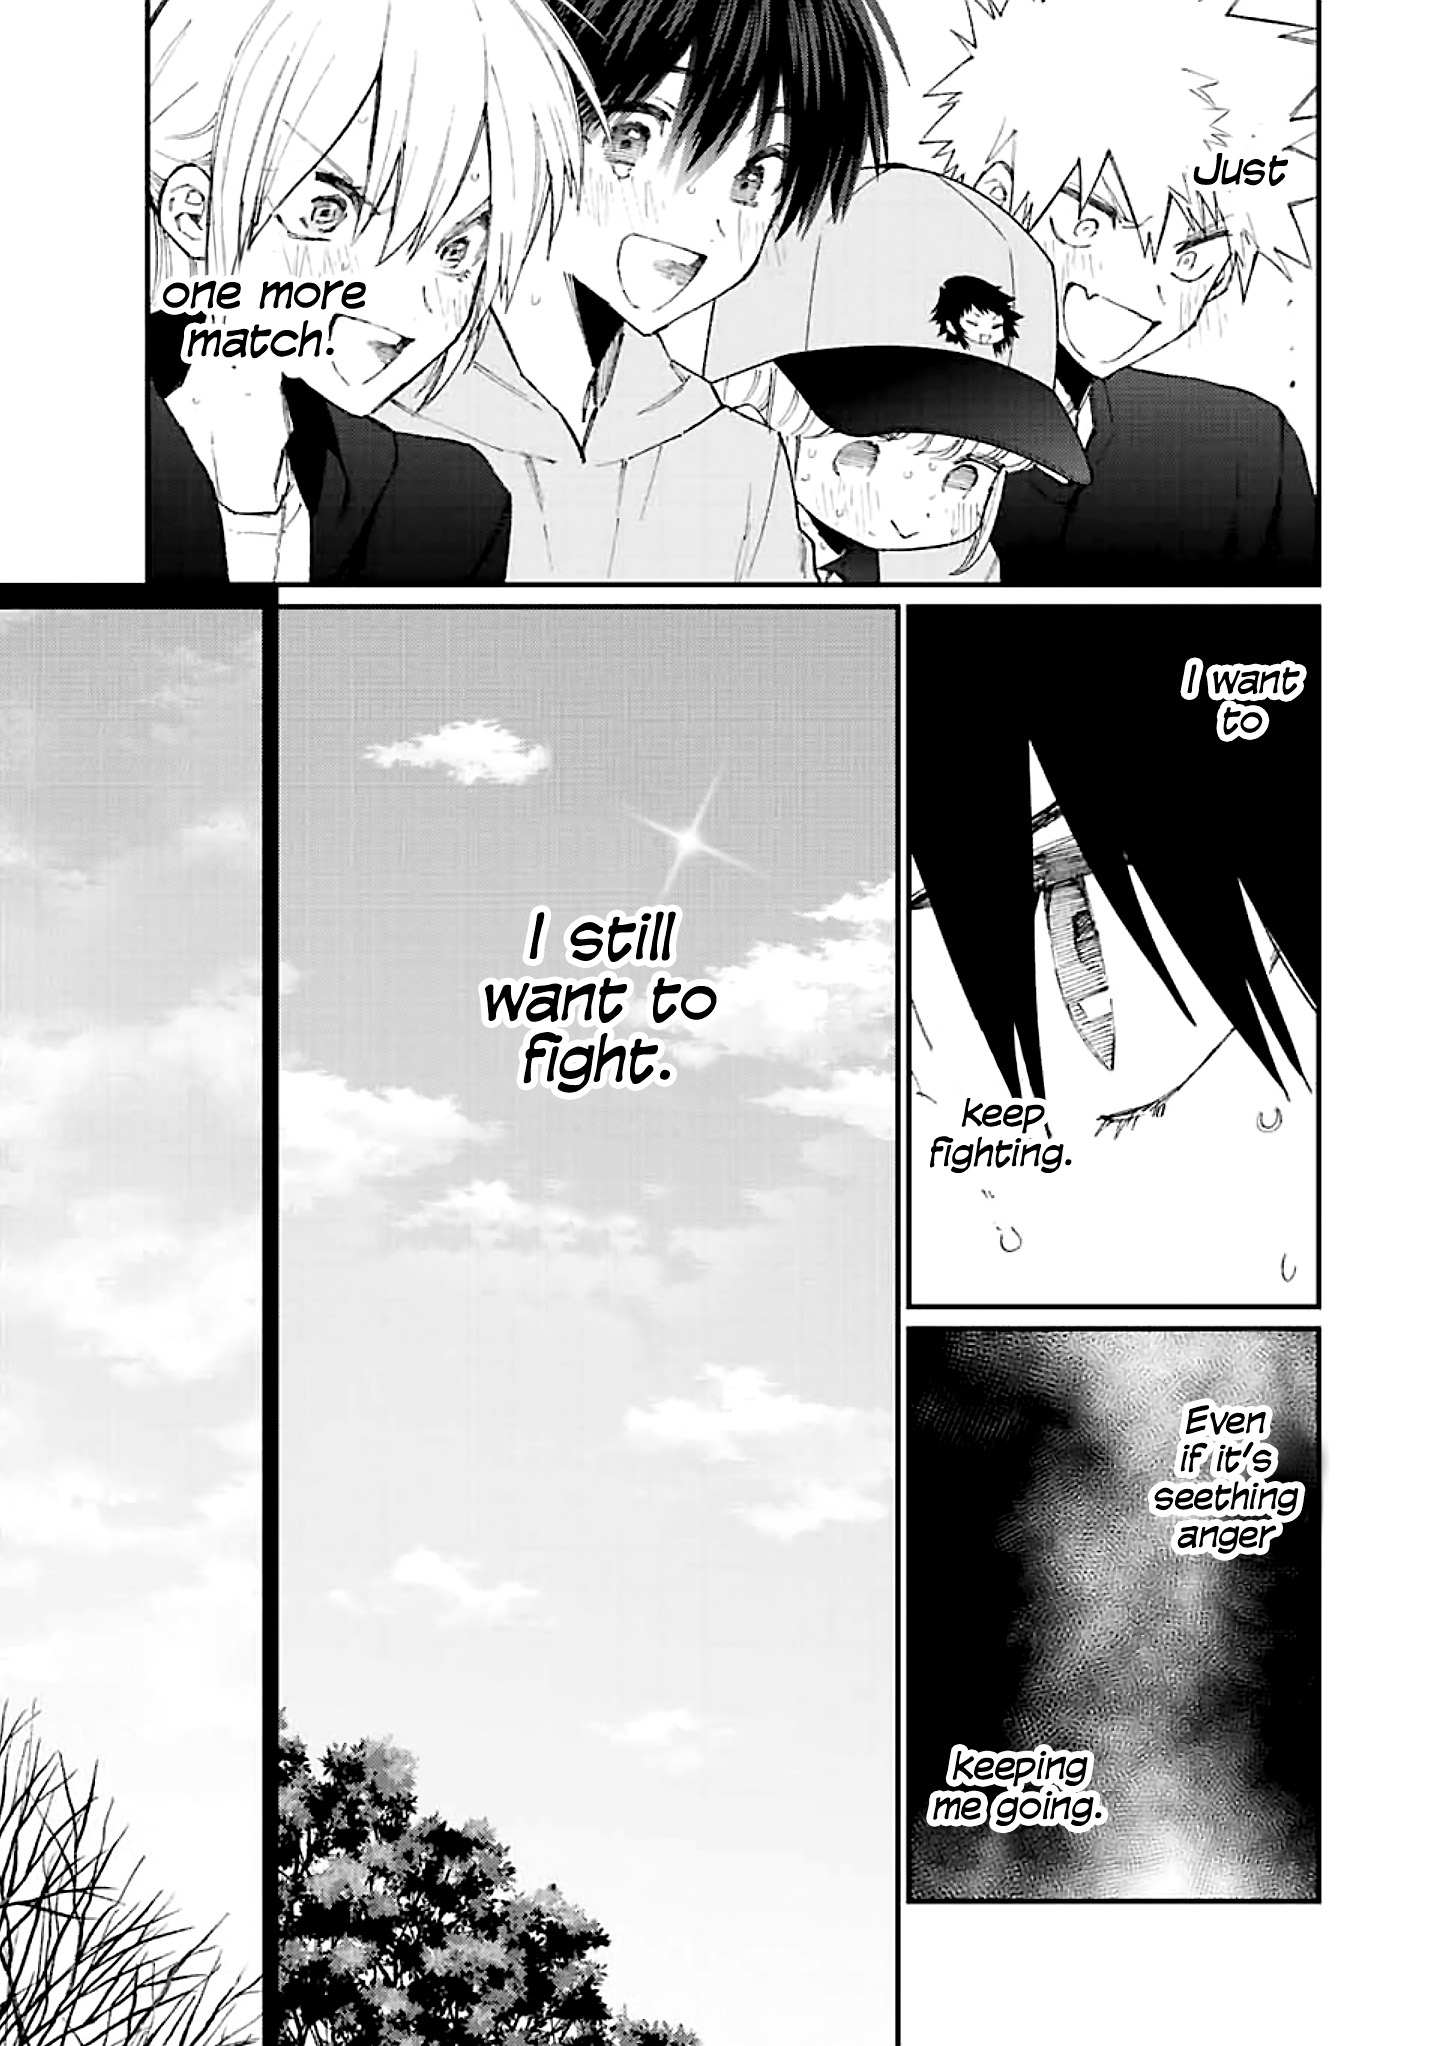 Just
one more
match!
I want
to
keep
fighting.
Even
if it's
seething
anger
keeping
me going.
I still
want to
fight.